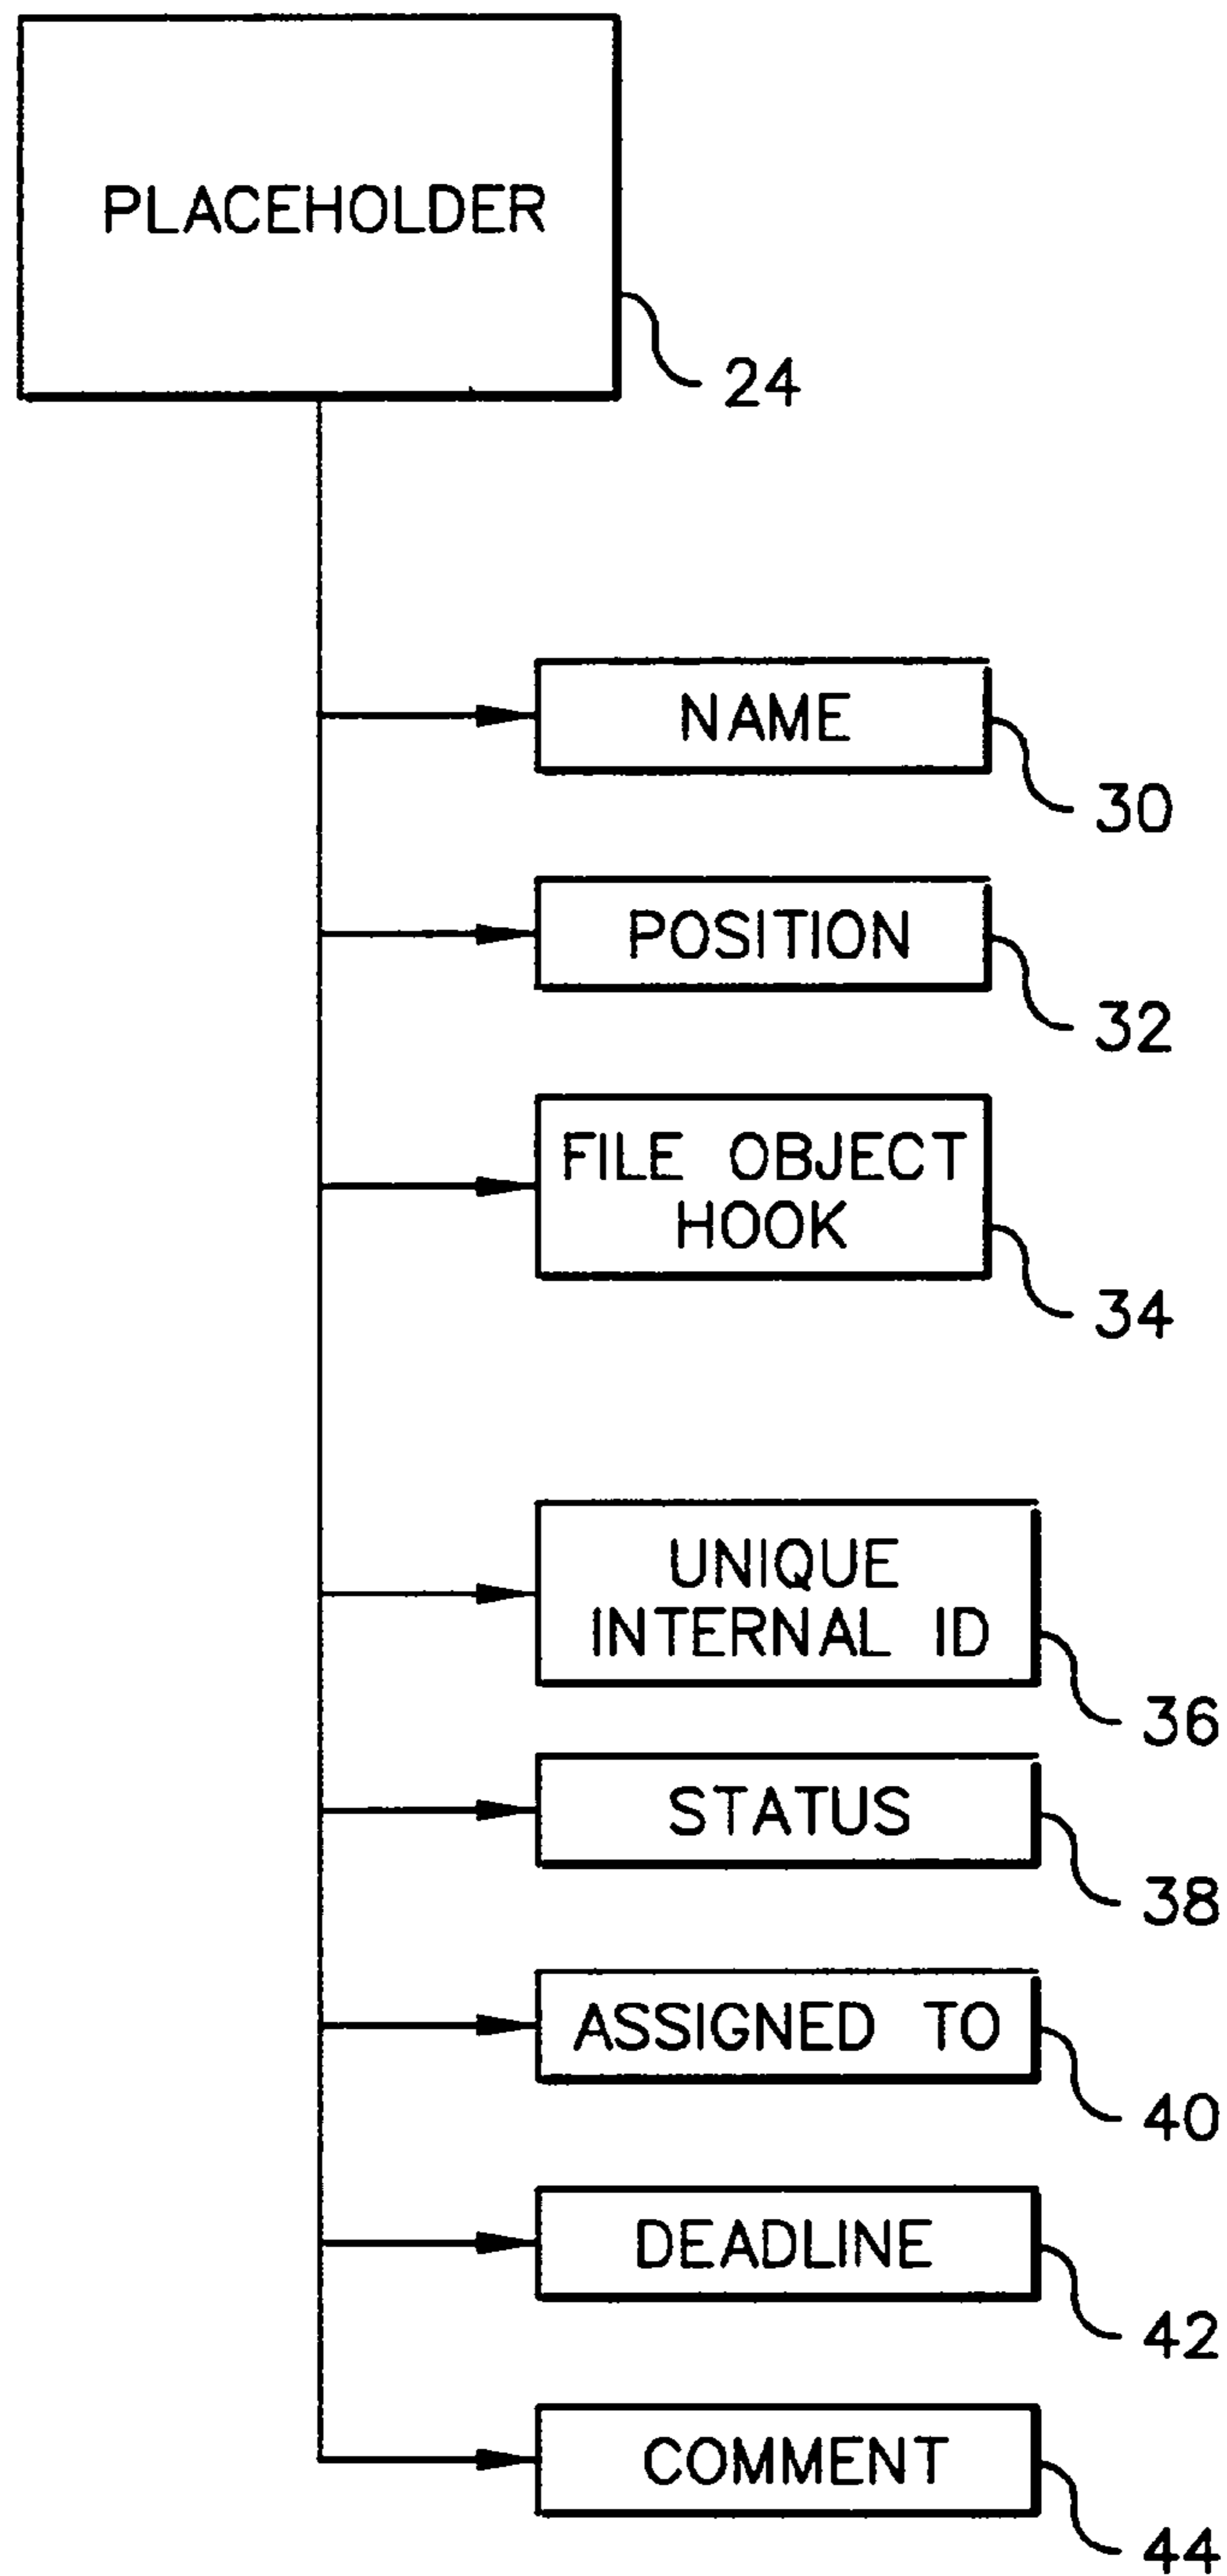 PLACEHOLDER
24
NAME
30
POSITION
32
FILE OBJECT
HOOK
34
UNIQUE
INTERNAL ID
36
STATUS
38
ASSIGNED TO
40
DEADLINE
42
COMMENT
44